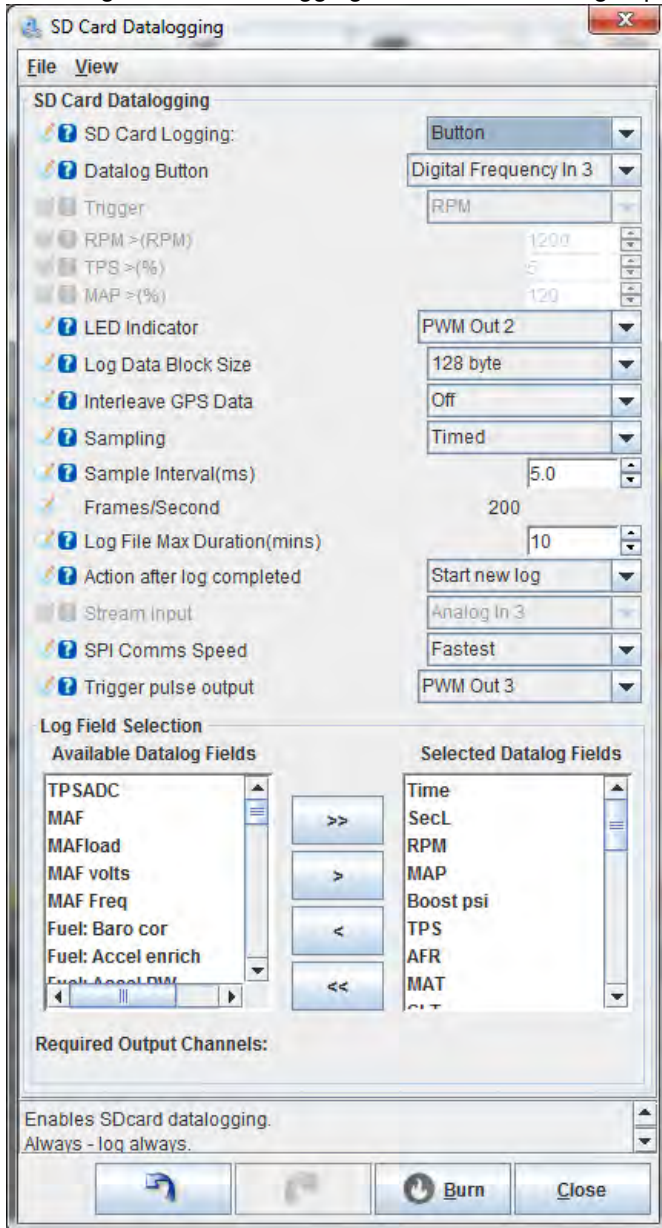 SD Card Datalogging
File View
SD Card Datalogging
SD Card Logging: Button
Datalog Button Digital Frequency In 3
Trigger RPM
RPM >(RPM) 1200
TPS >(%) 5
MAP >(%) 120
LED Indicator PWM Out 2
Log Data Block Size 128 byte
Interleave GPS Data Off
Sampling Timed
Sample Interval(ms) 5.0
Frames/Second 200
Log File Max Duration(mins) 10
Action after log completed Start new log
Stream input Analog In 3
SPI Comms Speed Fastest
Trigger pulse output PWM Out 3
Log Field Selection
Available Datalog Fields Selected Datalog Fields
TPSADC
MAF
MAFload
MAF volts
MAF Freq
Fuel: Baro cor
Fuel: Accel enrich
Fuel: Accel PW
>>
>
<
<<
Time
SecL
RPM
MAP
Boost psi
TPS
AFR
MAT
CLT
Required Output Channels:
Enables SDcard datalogging.
Always - log always.
Burn Close